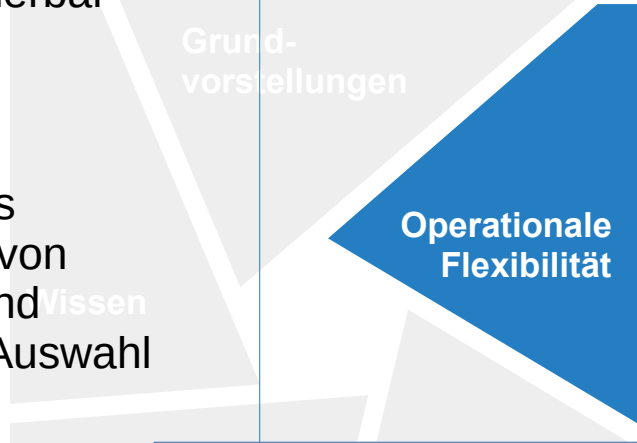 Grund-
vorstellungen
von
Wissen
Auswahl
Operationale
Flexibilität